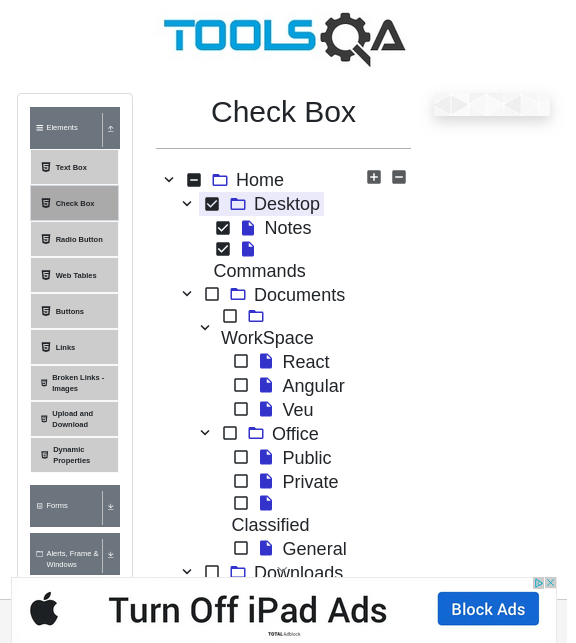 TOOLSQA
Elements
Text Box
Check Box
Radio Button
Web Tables
Buttons
Links
Broken Links -
Images
Upload and
Download
Dynamic
Properties
Forms
Alerts, Frame &
Windows
Check Box
Home
Desktop
Notes
Commands
Documents
WorkSpace
React
Angular
Veu
Office
Public
Private
Classified
General
Downloads
Turn Off iPad Ads
Block Ads
TOTAL Adblock